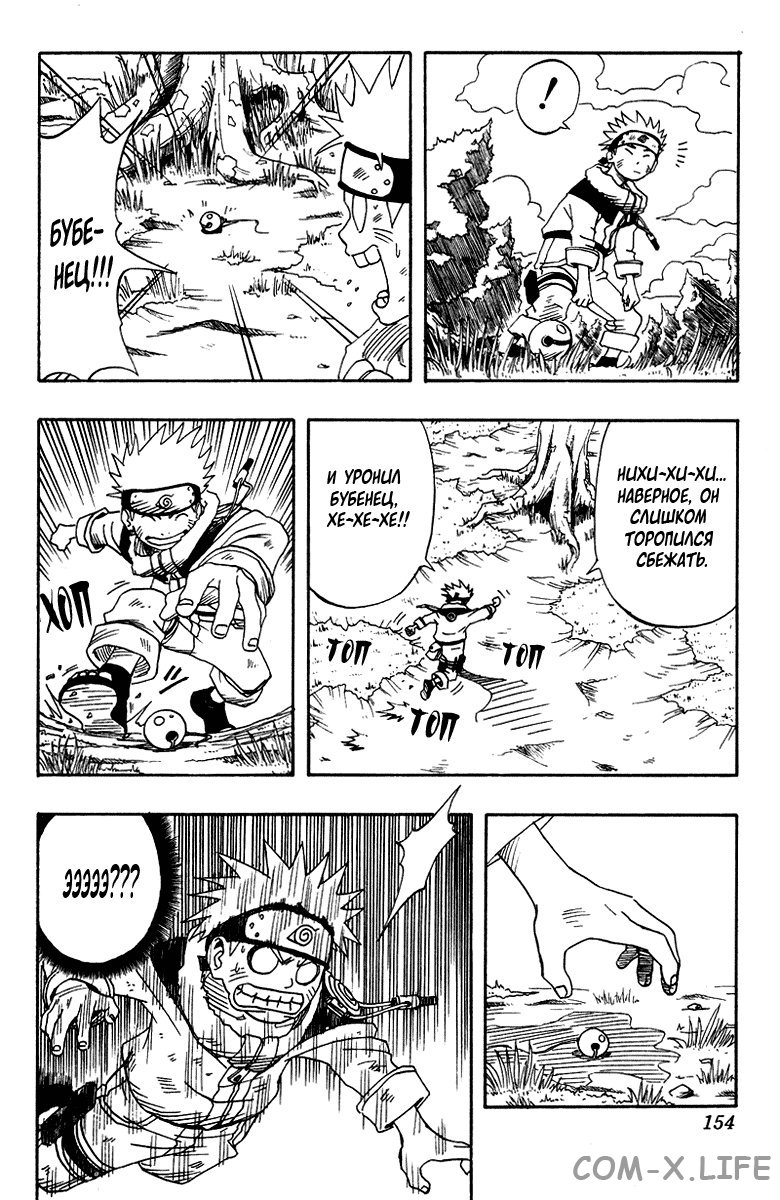 !
БУБЕ-
НЕЦ!!!
НИХИ-ХИ-ХИ...
НАВЕРНОЕ, ОН
СЛИШКОМ
ТОРОПИЛСЯ
СБЕЖАТЬ.
И УРОНИЛ
БУБЕНЕЦ,
ХЕ-ХЕ-ХЕ!!
ТОП
ТОП
ТОП
ХОП
ЭЭЭЭЭ???
154
COM-X.LIFE